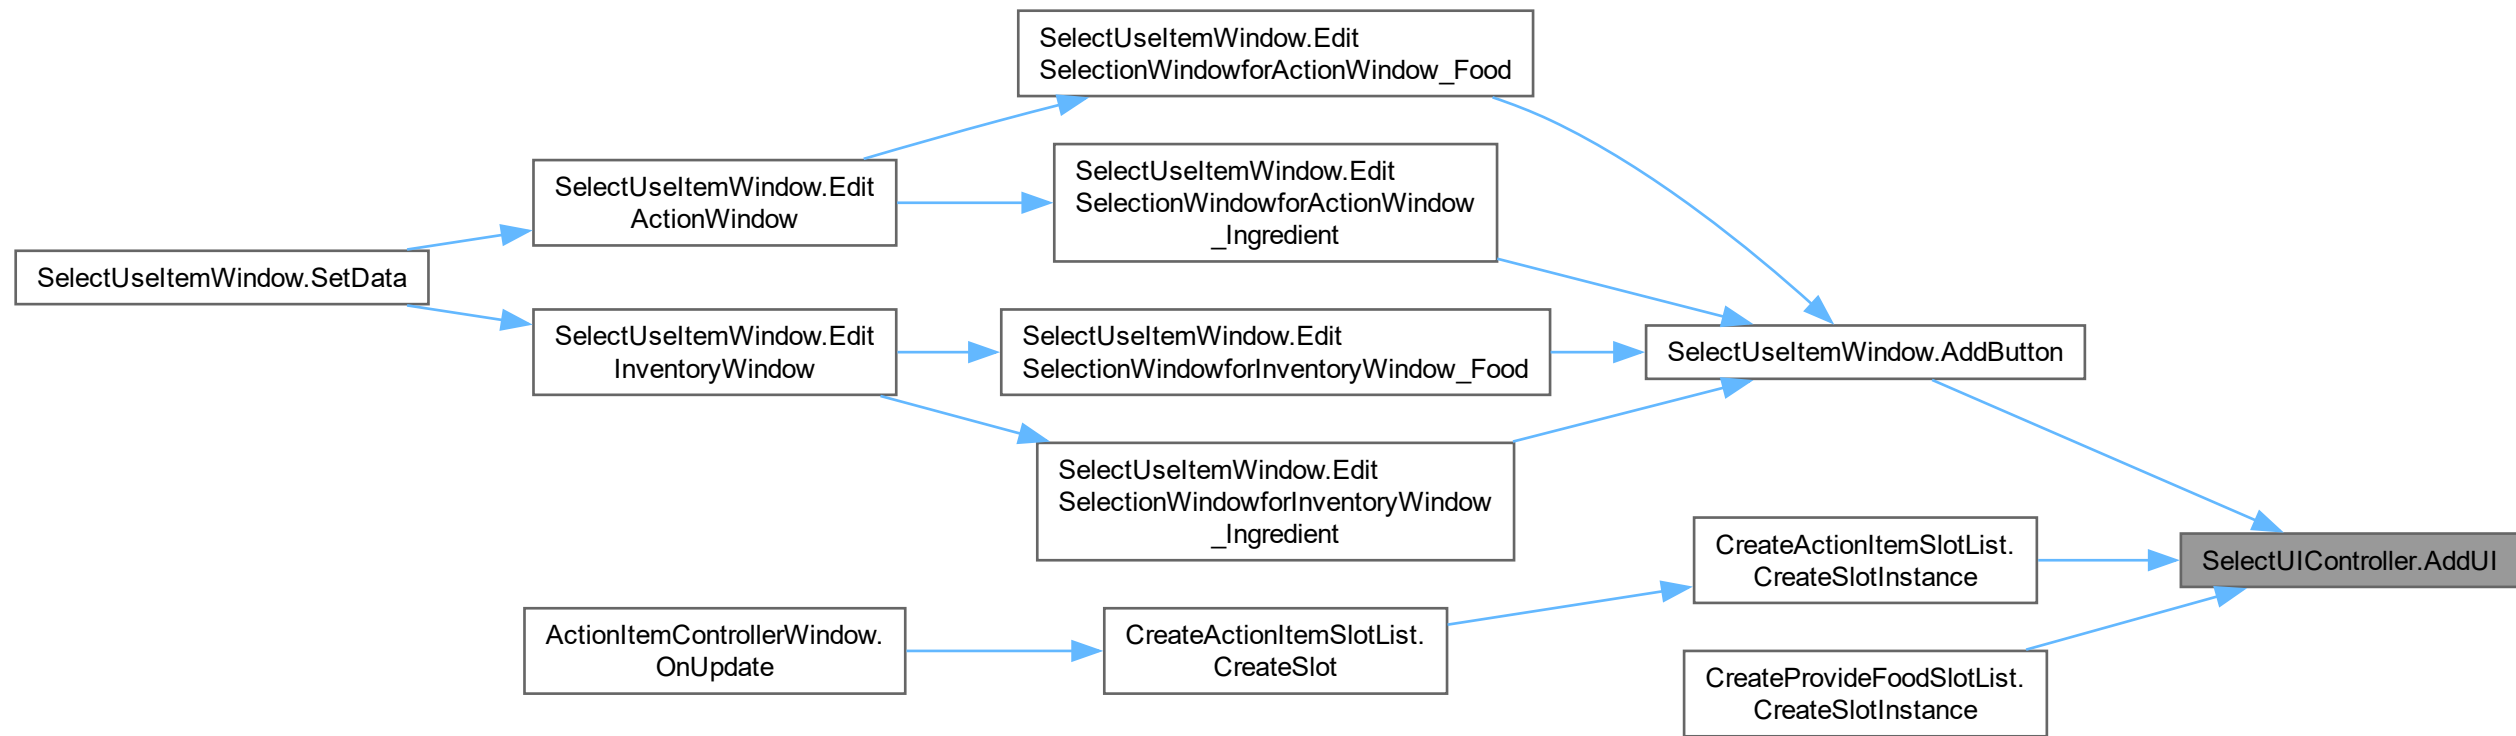 SelectUseItemWindow.Edit
SelectionWindowforActionWindow_Food
SelectUseItemWindow.Edit
SelectionWindowforActionWindow
_Ingredient
SelectUseItemWindow.Edit
ActionWindow
SelectUseItemWindow.SetData
SelectUseItemWindow.Edit
InventoryWindow
SelectUseItemWindow.Edit
SelectionWindowforInventoryWindow_Food
SelectUseItemWindow.AddButton
SelectUseItemWindow.Edit
SelectionWindowforInventoryWindow
_Ingredient
CreateActionItemSlotList.
CreateSlotInstance
SelectUIController.AddUI
ActionItemControllerWindow.
OnUpdate
CreateActionItemSlotList.
CreateSlot
CreateProvideFoodSlotList.
CreateSlotInstance